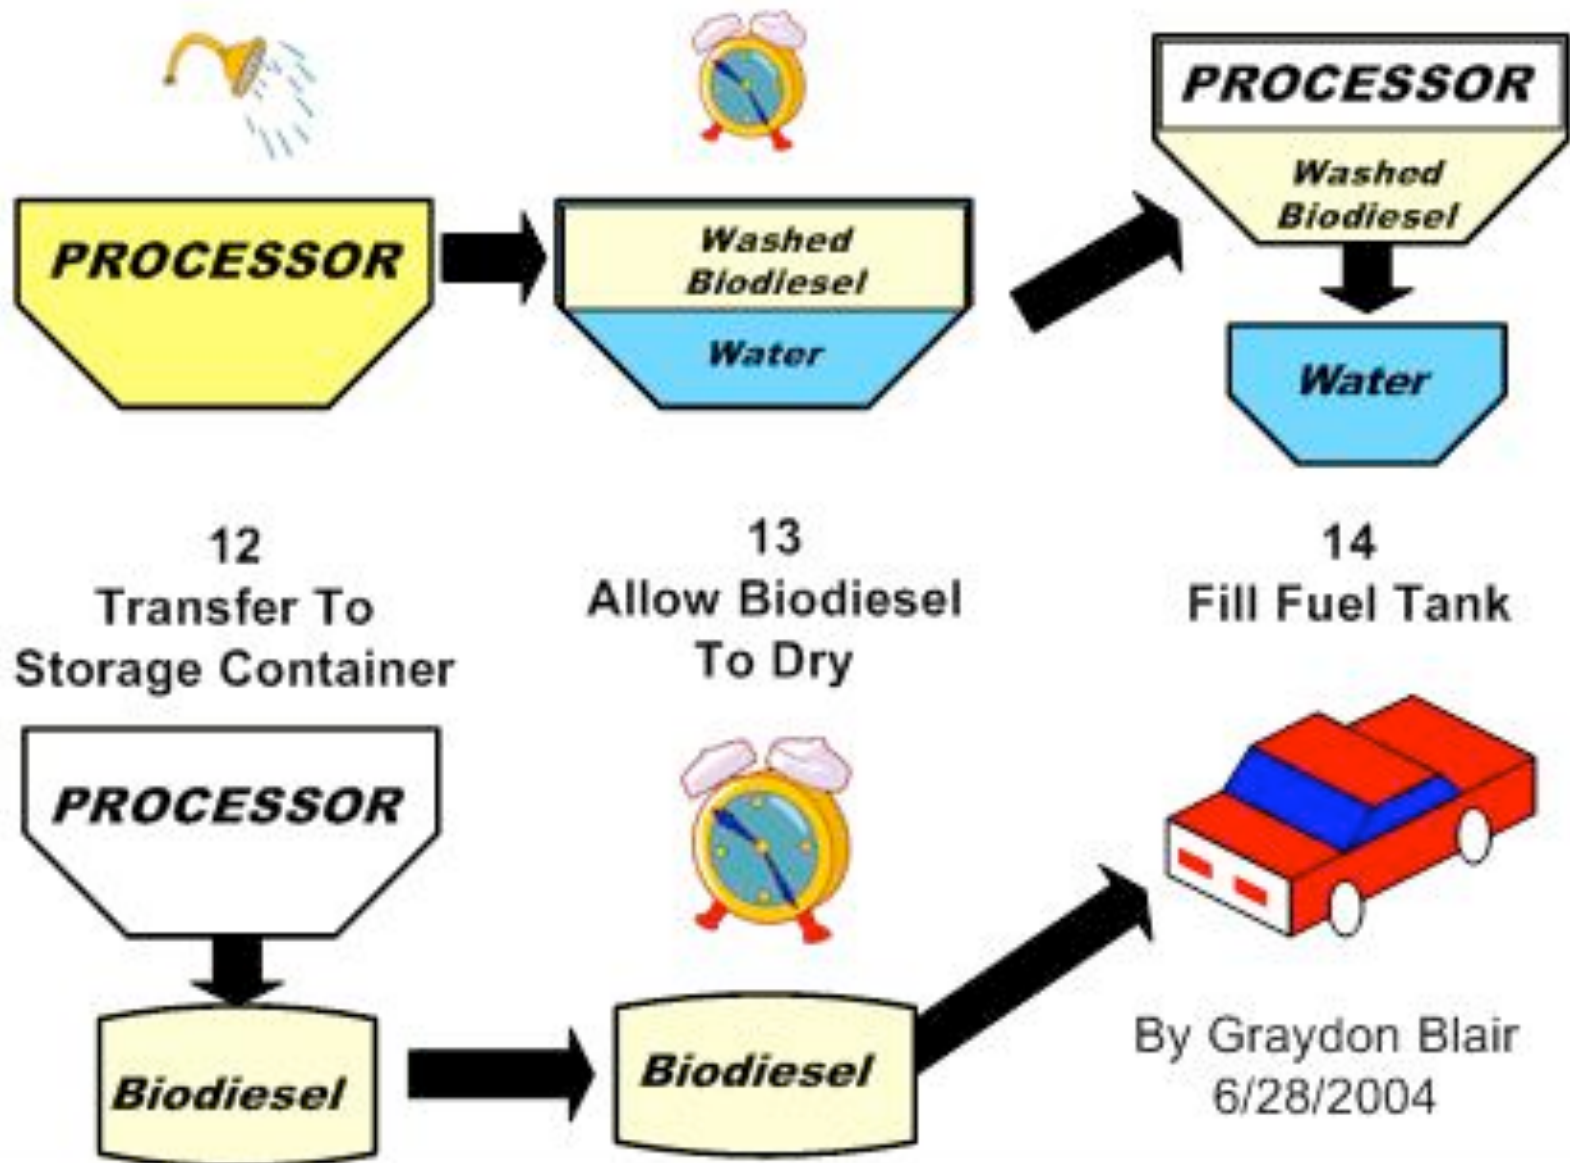 PROCESSOR
Washed
Biodiesel
Water
PROCESSOR
Washed
Biodiesel
Water
12
Transfer To
Storage Container
13
Allow Biodiesel
To Dry
14
Fill Fuel Tank
PROCESSOR
Biodiesel
Biodiesel
By Graydon Blair
6/28/2004